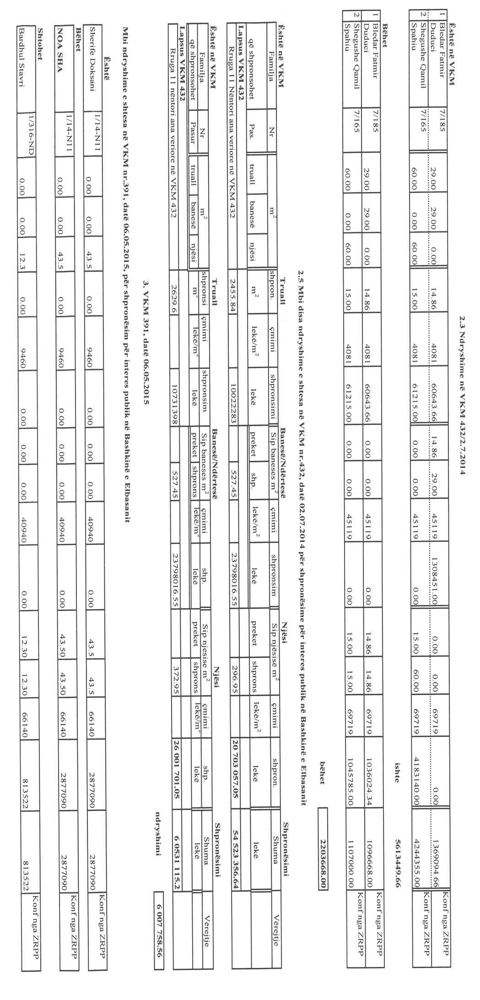 2.3 Ndryshime në VKM 432/2.7.2014
Është në VKM
1 Bledar Fatmir Duduci 7/185 29.00 29.00 0.00 14.86 4081 60643.66 14.86 29.00 45119 1308451.00 0.00 0.00 69719 0.00 1369094.66 Konf nga ZRPP
2 Shegushe Qamil Spahiu 7/165 60.00 0.00 60.00 15.00 4081 61215.00 0.00 0.00 45119 0.00 15.00 60.00 69719 4183140.00 4244355.00 Konf nga ZRPP
ishte 5613449.66
Bëhet
1 Bledar Fatmir Duduci 7/185 29.00 29.00 0.00 14.86 4081 60643.66 0.00 0.00 45119 0.00 14.86 14.86 69719 1036024.34 1096668.00 Konf nga ZRPP
2 Shegushe Qamil Spahiu 7/165 60.00 0.00 60.00 15.00 4081 61215.00 0.00 0.00 45119 0.00 15.00 15.00 69719 1045785.00 1107000.00 Konf nga ZRPP
bëhet 2203668.00
2.5 Mbi disa ndryshime e shtesa në VKM nr.432, datë 02.07.2014 për shpronësime për interes publik në Bashkinë e Elbasanit
Është në VKM Truall Banesë/Ndërtesë Njësi Shpronësimi
Familja Nr m² shpron. çmimi shpronsimi Sip baneses m² çmimi shpronsim Sip njësisë m² çmimi shpron. Shuma Vërejtje
që shpronsohet Pas. truall banesë njësi m² lekë/m² lekë preket shp. lekë/m² lekë preket shprons lekë/m² lekë lekë
Lapsus VKM 432
Rruga 11 Nëntori ana veriore në VKM 432 2455.84 10022283 527.45 23798016.55 296.95 20 703 057.05 54 523 356.64
Është në VKM Truall Banesë/Ndërtesë Njësi Shpronësimi
Familja Nr m² shpronsi çmimi shpronsim Sip baneses m² çmimi shp. Sip njesise m² çmimi shp. Shuma Vërejtje
që shpronsohet Pasur truall banesë njësi m² lekë/m² lekë preket shprons lekë/m² lekë preket shprons lekë/m² lekë lekë
Lapsus VKM 432
Rruga 11 nëntori ana veriore në VKM 432 2629.6 10731398 527.45 23798016.55 372.95 26 001 701.05 6 0531 115.2
ndryshimi 6 007 758.56
3. VKM 391, datë 06.05.2015
Mbi ndryshime e shtesa në VKM nr.391, datë 06.05.2015, për shpronësim për interes publik në Bashkinë e Elbasanit
Është
Sherife Doksani 1/14-N11 0.00 0.00 43.5 0.00 9460 0.00 0.00 0.00 40940 0.00 43.5 43.5 66140 2877090 2877090 Konf nga ZRPP
Bëhet
NOA SHA 1/14-N11 0.00 0.00 43.5 0.00 9460 0.00 0.00 0.00 40940 0.00 43.50 43.50 66140 2877090 2877090 Konf nga ZRPP
Shtohet
Bardhul Stavri 1/316-ND 0.00 0.00 12.3 0.00 9460 0.00 0.00 0.00 40940 0.00 12.30 12.30 66140 813522 813522 Konf nga ZRPP